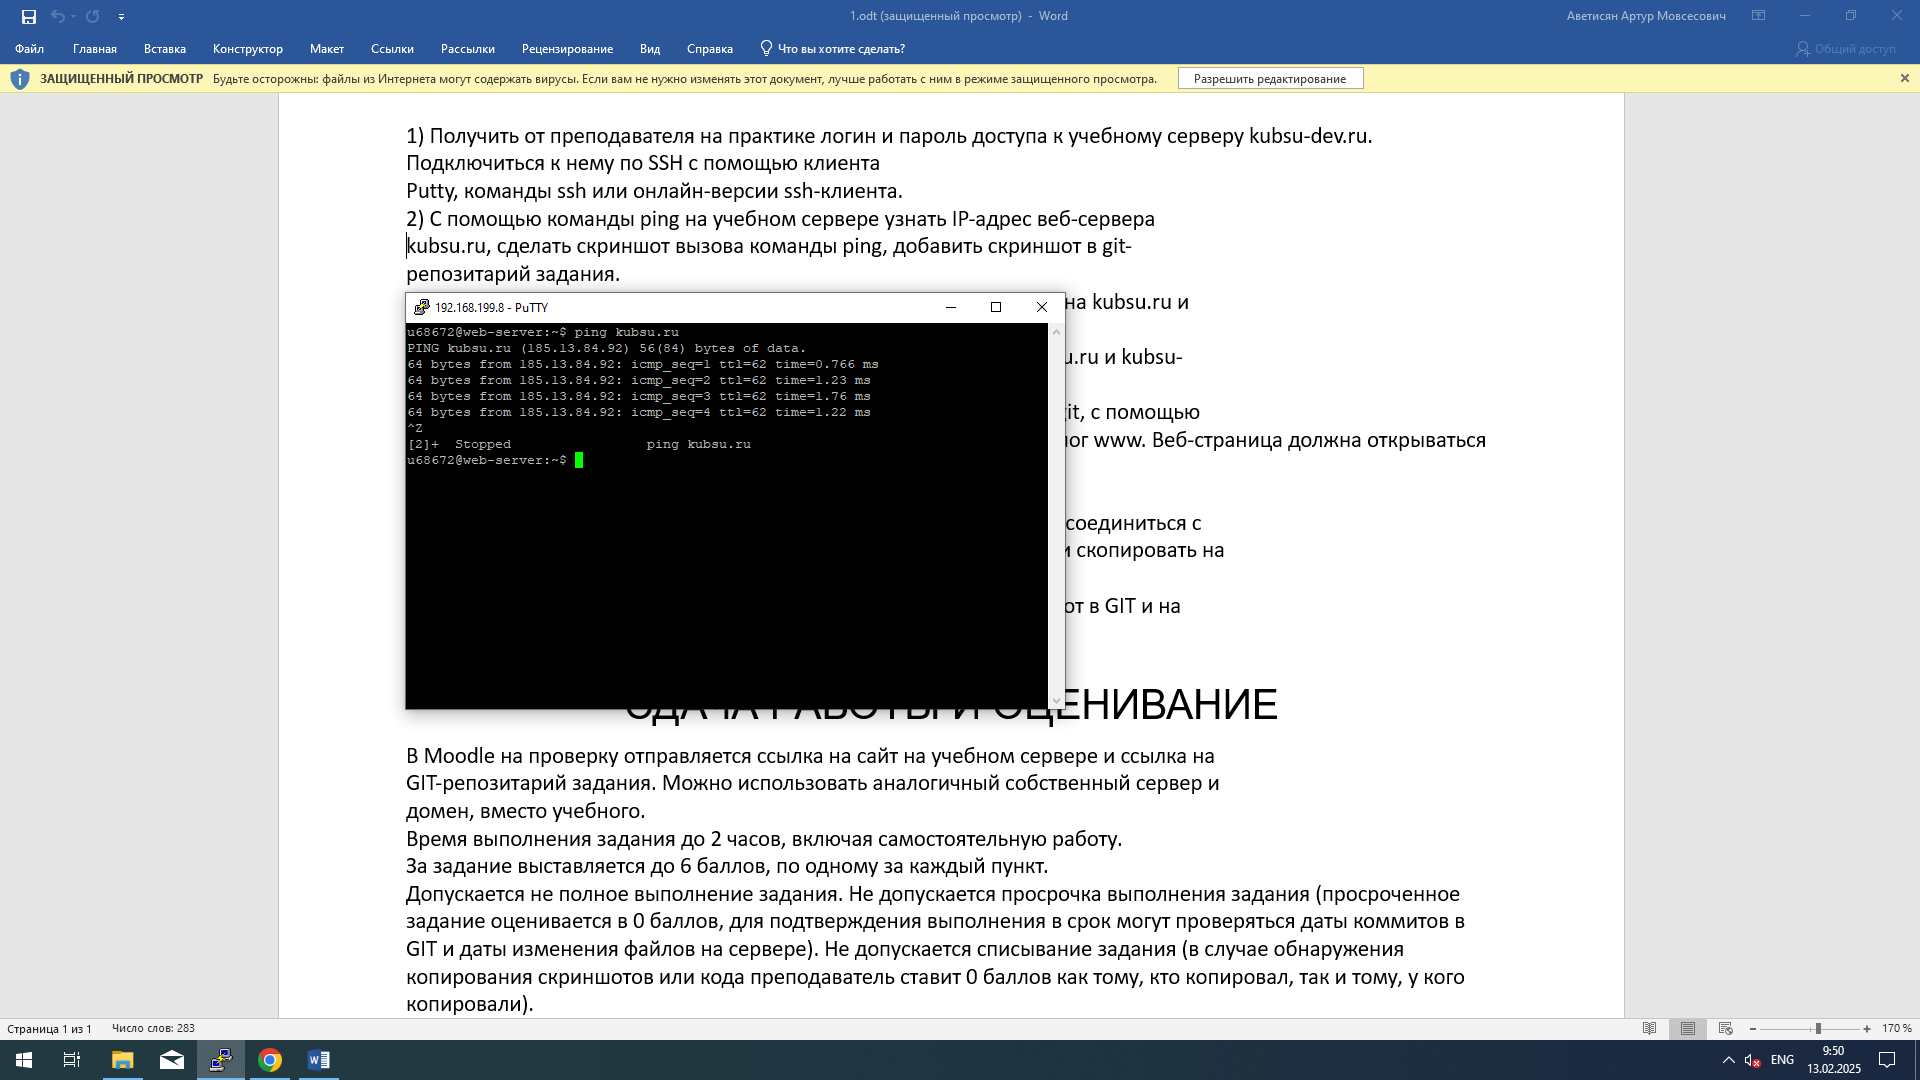 1.odt (защищенный просмотр) - Word
Аветисян Артур Мовсесович
Файл Главная Вставка Конструктор Макет Ссылки Рассылки Рецензирование Вид Справка Что вы хотите сделать? Общий доступ
ЗАЩИЩЕННЫЙ ПРОСМОТР Будьте осторожны: файлы из Интернета могут содержать вирусы. Если вам не нужно изменять этот документ, лучше работать с ним в режиме защищенного просмотра. Разрешить редактирование
1) Получить от преподавателя на практике логин и пароль доступа к учебному серверу kubsu-dev.ru.
Подключиться к нему по SSH с помощью клиента
Putty, команды ssh или онлайн-версии ssh-клиента.
2) С помощью команды ping на учебном сервере узнать IP-адрес веб-сервера
kubsu.ru, сделать скриншот вызова команды ping, добавить скриншот в git-
репозитарий задания.
на kubsu.ru и
u.ru и kubsu-
git, с помощью
лог www. Веб-страница должна открываться
соединиться с
и скопировать на
от в GIT и на
192.168.199.8 - PuTTY
u68672@web-server:~$ ping kubsu.ru
PING kubsu.ru (185.13.84.92) 56(84) bytes of data.
64 bytes from 185.13.84.92: icmp_seq=1 ttl=62 time=0.766 ms
64 bytes from 185.13.84.92: icmp_seq=2 ttl=62 time=1.23 ms
64 bytes from 185.13.84.92: icmp_seq=3 ttl=62 time=1.76 ms
64 bytes from 185.13.84.92: icmp_seq=4 ttl=62 time=1.22 ms
^Z
[2]+ Stopped ping kubsu.ru
u68672@web-server:~$
СДАЧА РАБОТЫ И ОЦЕНИВАНИЕ
В Moodle на проверку отправляется ссылка на сайт на учебном сервере и ссылка на
GIT-репозитарий задания. Можно использовать аналогичный собственный сервер и
домен, вместо учебного.
Время выполнения задания до 2 часов, включая самостоятельную работу.
За задание выставляется до 6 баллов, по одному за каждый пункт.
Допускается не полное выполнение задания. Не допускается просрочка выполнения задания (просроченное
задание оценивается в 0 баллов, для подтверждения выполнения в срок могут проверяться даты коммитов в
GIT и даты изменения файлов на сервере). Не допускается списывание задания (в случае обнаружения
копирования скриншотов или кода преподаватель ставит 0 баллов как тому, кто копировал, так и тому, у кого
копировали).
Страница 1 из 1 Число слов: 283
170 %
ENG
9:50
13.02.2025